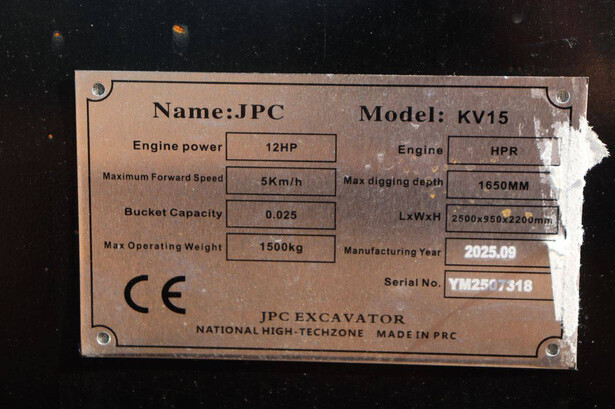 Name:JPC Model: KV15
Engine power 12HP Engine HPR
Maximum Forward Speed 5Km/h Max digging depth 1650MM
Bucket Capacity 0.025 LxWxH 2500x950x2200mm
Max Operating Weight 1500kg Manufacturing Year 2025.09
Serial No. YM2507318
CE
JPC EXCAVATOR
NATIONAL HIGH-TECHZONE MADE IN PRC